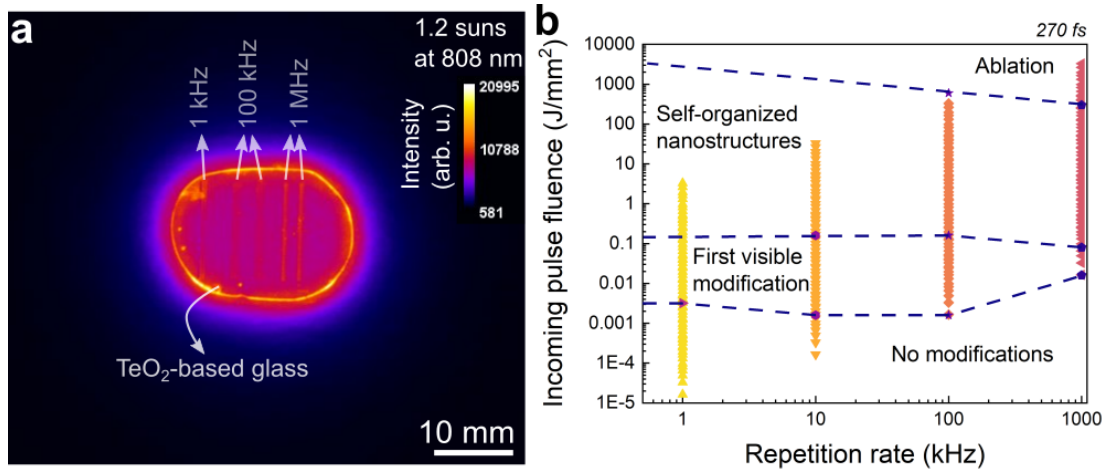 a
1.2 suns
at 808 nm
1 kHz
100 kHz
1 MHz
Intensity
(arb. u.)
20995
10788
581
TeO₂-based glass
10 mm
b
270 fs
Incoming pulse fluence (J/mm²)
10000
1000
100
10
1
0.1
0.01
0.001
1E-4
1E-5
Ablation
Self-organized
nanostructures
First visible
modification
No modifications
1
10
100
1000
Repetition rate (kHz)